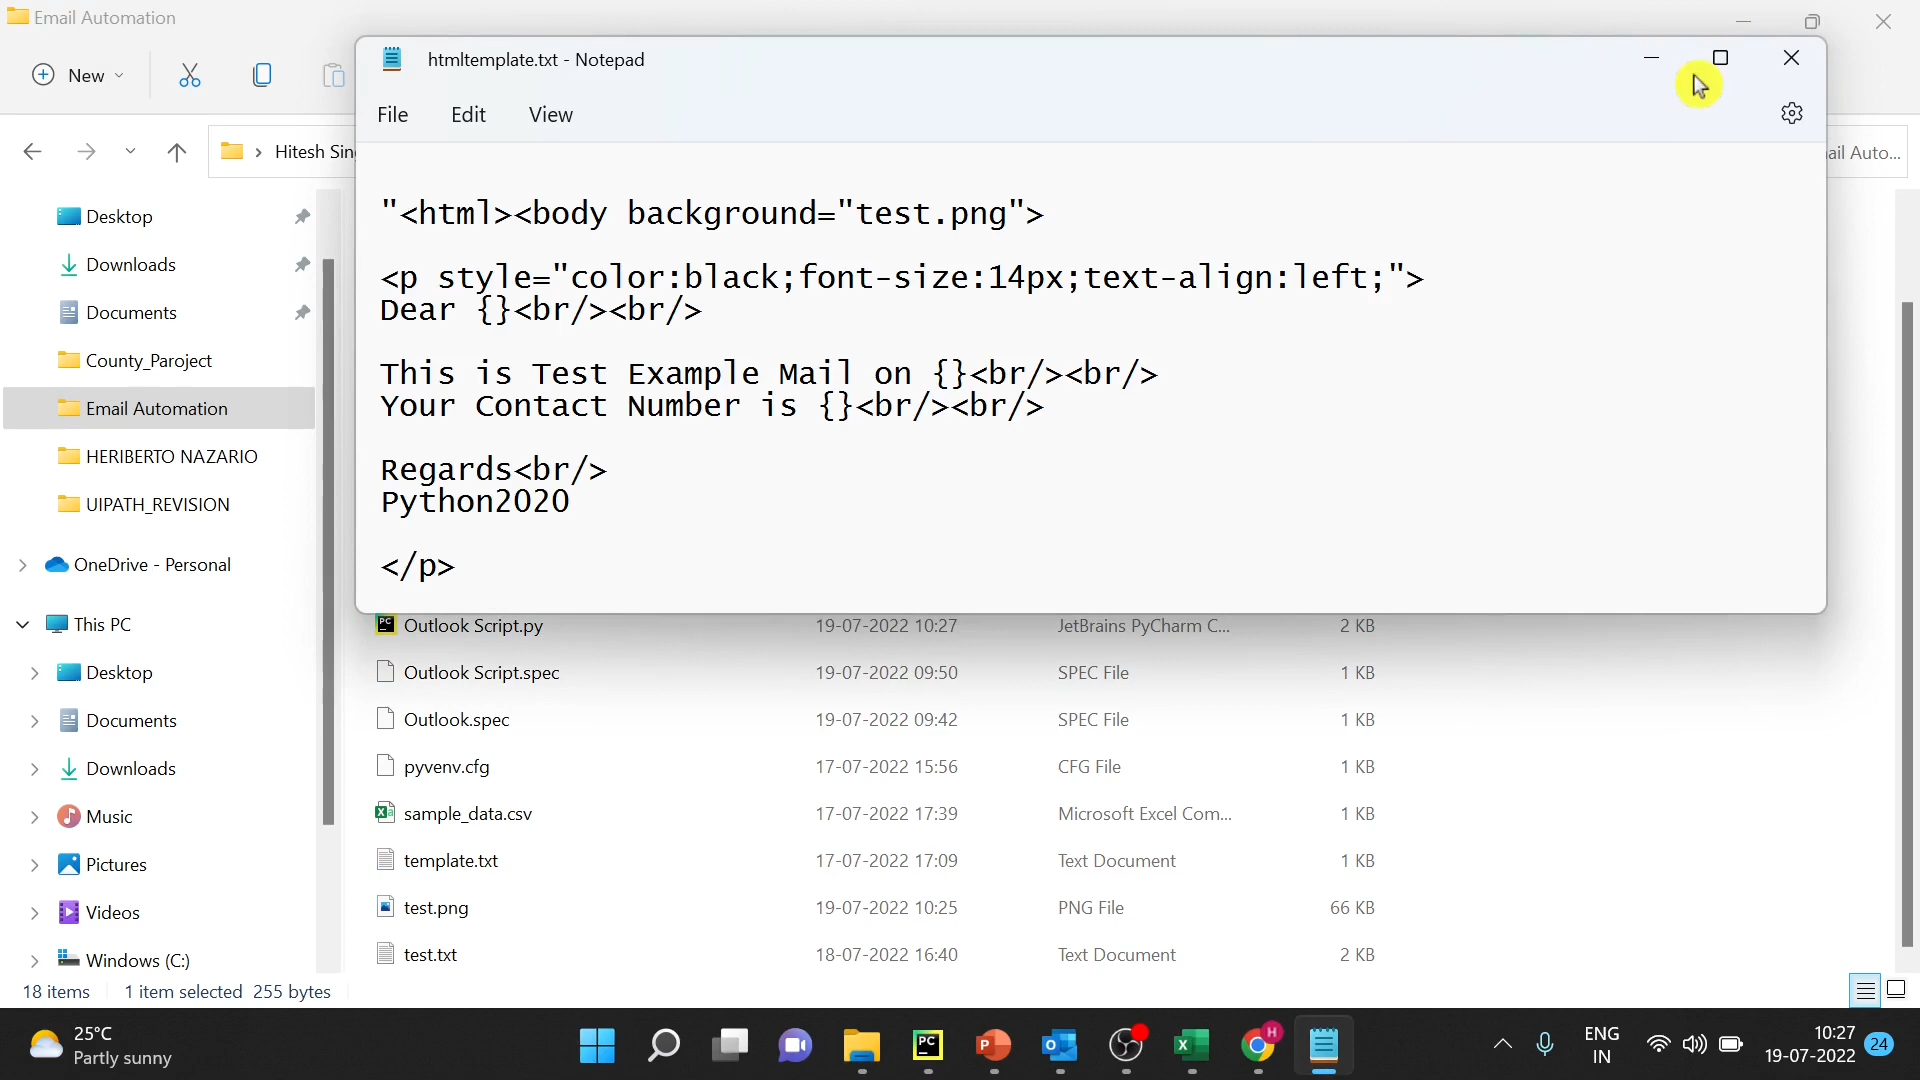 Email Automation
New
htmltemplate.txt - Notepad
File Edit View
Hitesh Sin
ail Auto...
"<html><body background="test.png">
<p style="color:black;font-size:14px;text-align:left;">
Dear {}<br/><br/>
This is Test Example Mail on {}<br/><br/>
Your Contact Number is {}<br/><br/>
Regards<br/>
Python2020
</p>
Desktop
Downloads
Documents
County_Paroject
Email Automation
HERIBERTO NAZARIO
UIPATH_REVISION
OneDrive - Personal
This PC
Desktop
Documents
Downloads
Music
Pictures
Videos
Windows (C:)
Outlook Script.py 19-07-2022 10:27 JetBrains PyCharm C... 2 KB
Outlook Script.spec 19-07-2022 09:50 SPEC File 1 KB
Outlook.spec 19-07-2022 09:42 SPEC File 1 KB
pyvenv.cfg 17-07-2022 15:56 CFG File 1 KB
sample_data.csv 17-07-2022 17:39 Microsoft Excel Com... 1 KB
template.txt 17-07-2022 17:09 Text Document 1 KB
test.png 19-07-2022 10:25 PNG File 66 KB
test.txt 18-07-2022 16:40 Text Document 2 KB
18 items 1 item selected 255 bytes
25°C
Partly sunny
PC
P
O
X
H
ENG
IN
10:27
19-07-2022
24